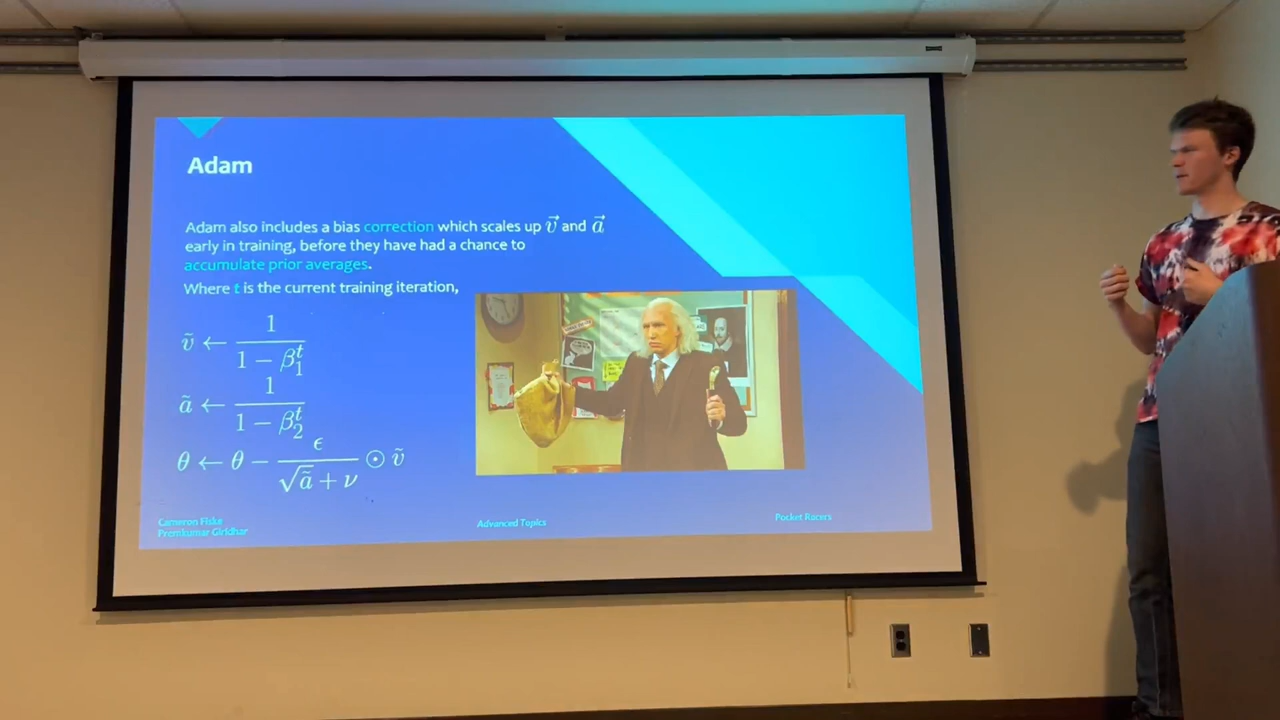 Adam
Adam also includes a bias correction which scales up v⃗ and a⃗
early in training, before they have had a chance to
accumulate prior averages.
Where t is the current training iteration,
ṽ ← 1 / (1 − β₁ᵗ)
ã ← 1 / (1 − β₂ᵗ)
θ ← θ − ϵ / (√ã + ν) ⊙ ṽ
Cameron Fiske
Premkumar Giridhar
Advanced Topics
Pocket Racers